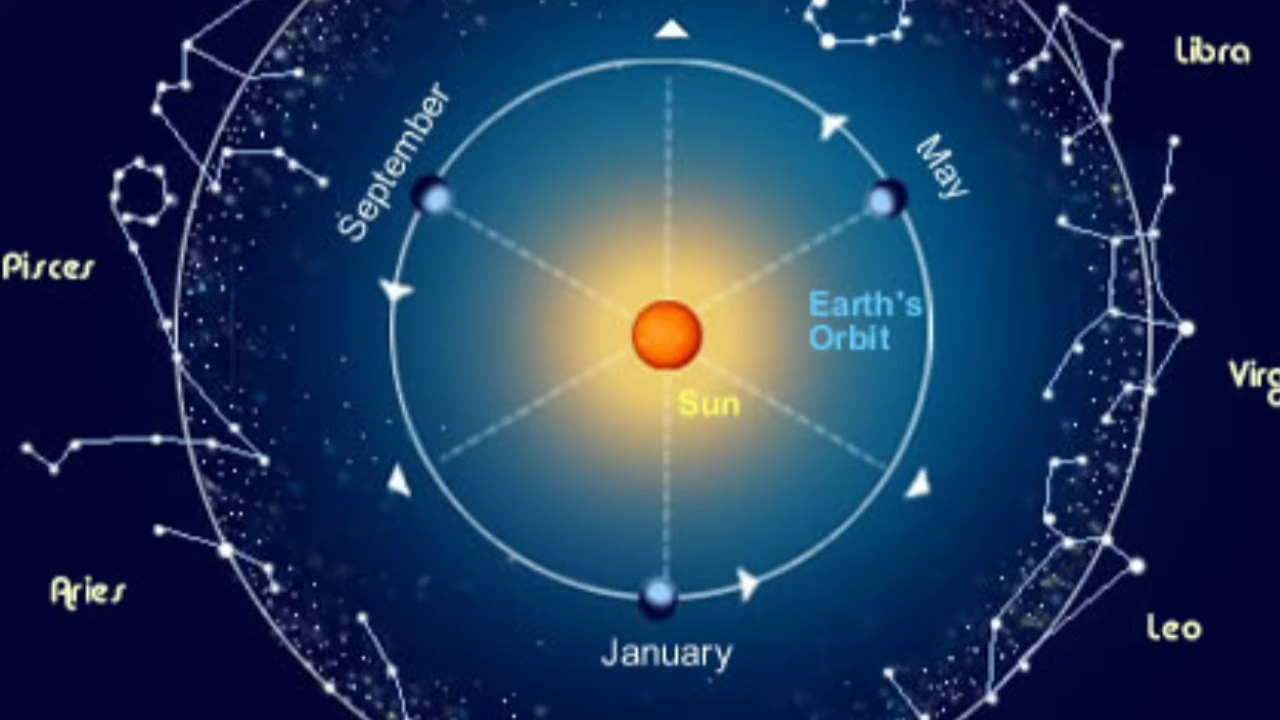 Libra
September
May
Pisces
Earth's
Orbit
Sun
Aries
Leo
January